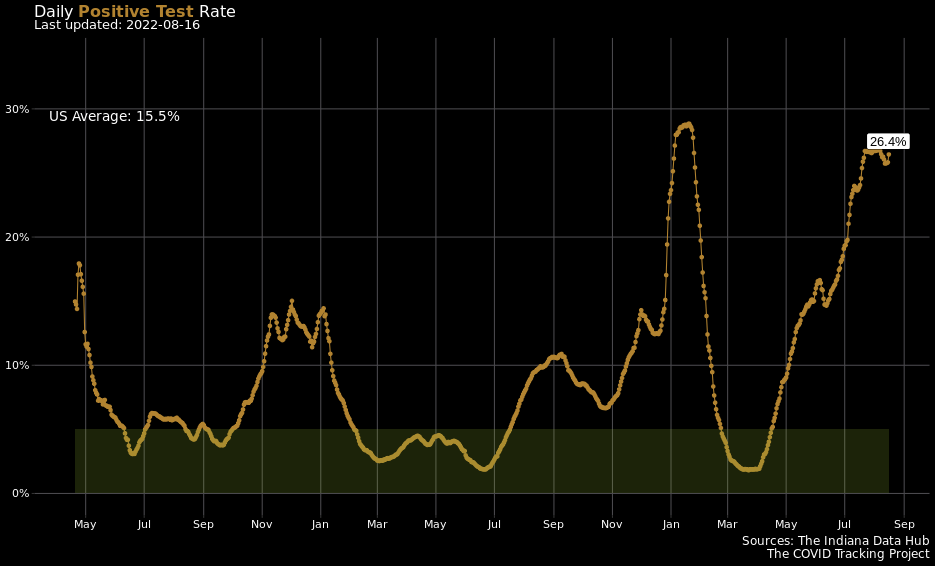 Daily Positive Test Rate
Last updated: 2022-08-16
30%
US Average: 15.5%
26.4%
20%
10%
0%
May Jul Sep Nov Jan Mar May Jul Sep Nov Jan Mar May Jul Sep
Sources: The Indiana Data Hub
The COVID Tracking Project